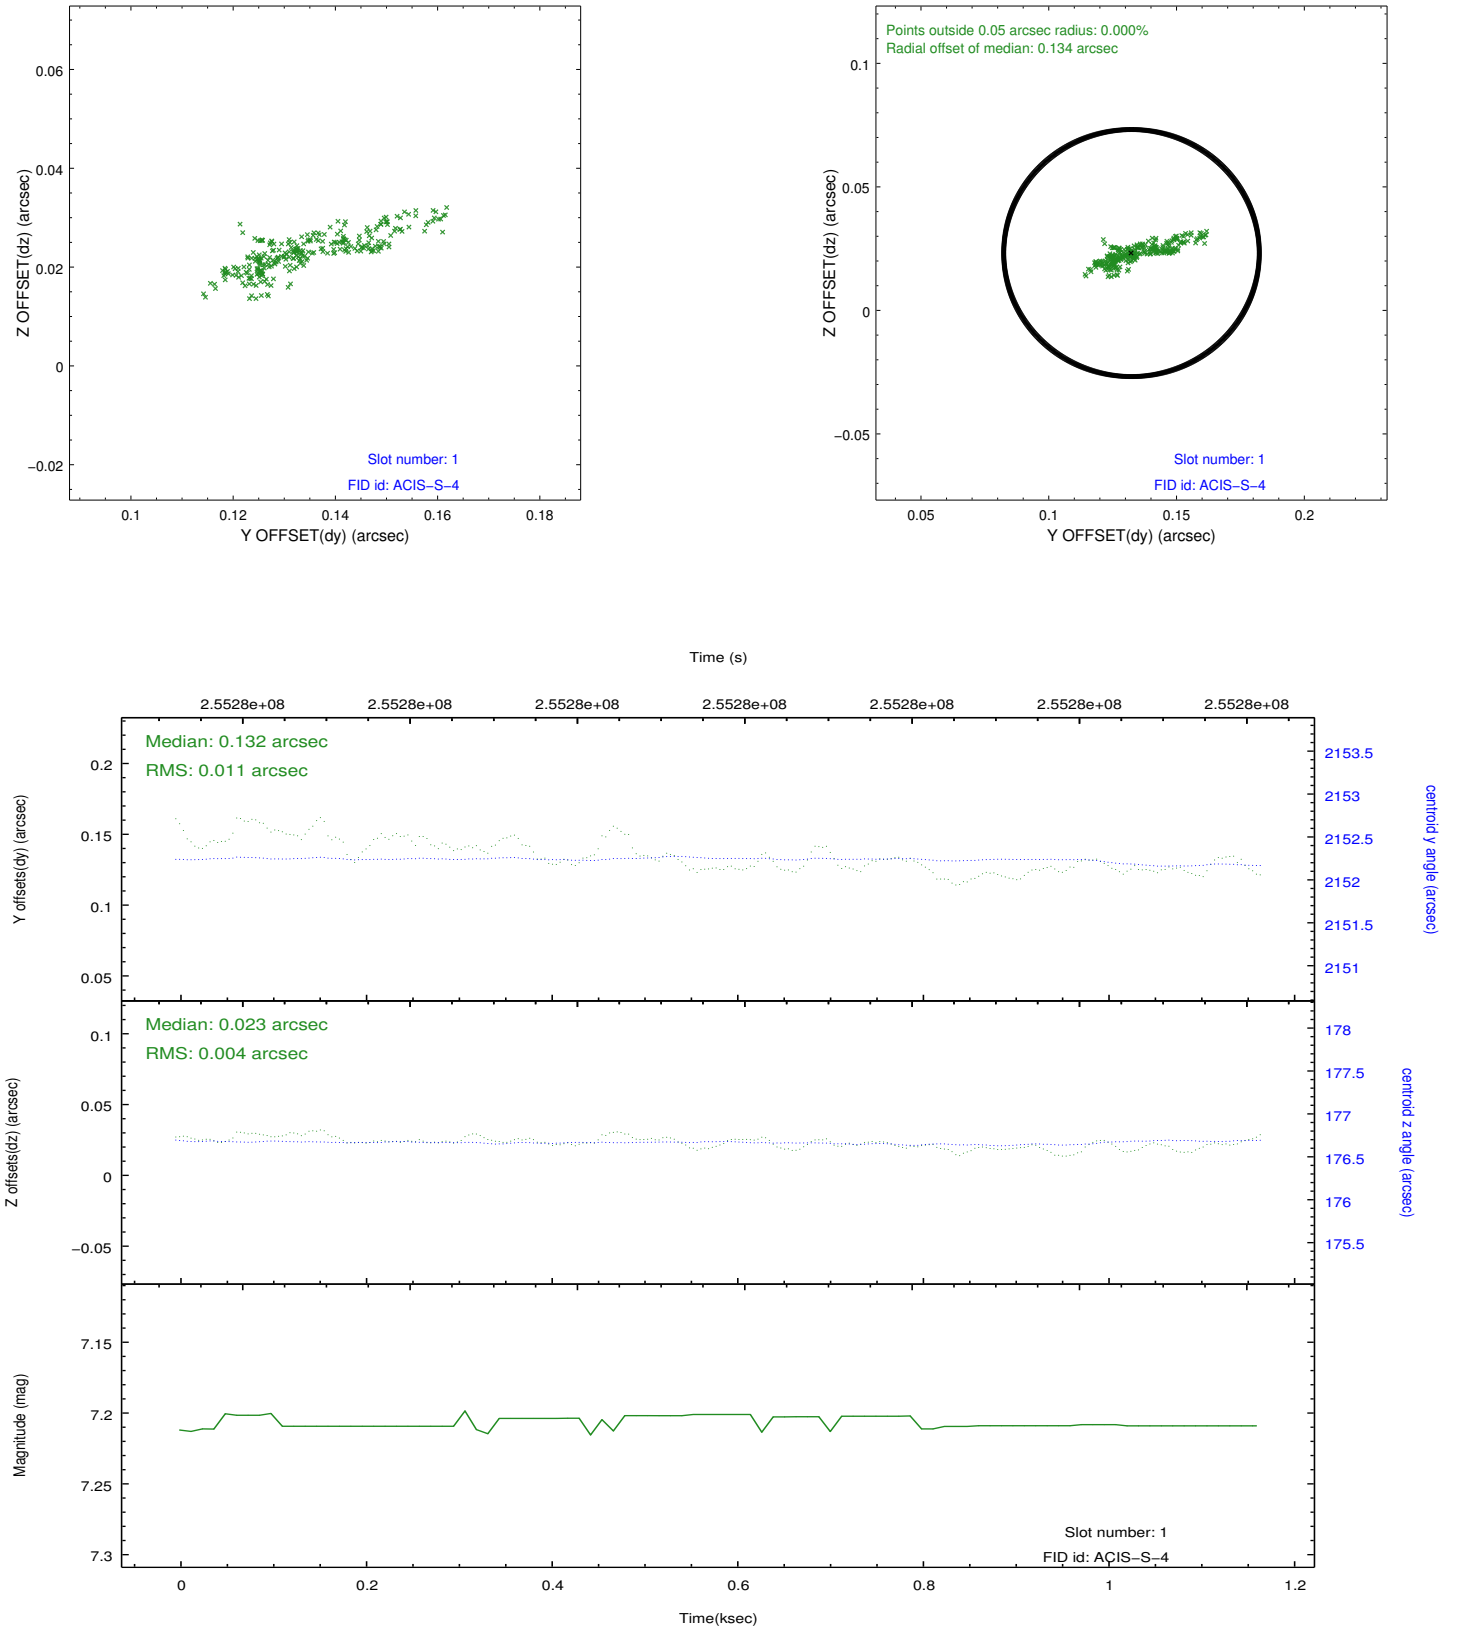 0.06
0.04
0.02
0
−0.02
Z OFFSET(dz) (arcsec)
Slot number: 1
FID id: ACIS−S−4
0.1 0.12 0.14 0.16 0.18
Y OFFSET(dy) (arcsec)
Points outside 0.05 arcsec radius: 0.000%
Radial offset of median: 0.134 arcsec
0.1
0.05
0
−0.05
Z OFFSET(dz) (arcsec)
Slot number: 1
FID id: ACIS−S−4
0.05 0.1 0.15 0.2
Y OFFSET(dy) (arcsec)
Time (s)
2.5528e+08 2.5528e+08 2.5528e+08 2.5528e+08 2.5528e+08 2.5528e+08 2.5528e+08
Median: 0.132 arcsec
RMS: 0.011 arcsec
0.2
0.15
0.1
0.05
Y offsets(dy) (arcsec)
2153.5
2153
2152.5
2152
2151.5
2151
centroid y angle (arcsec)
Median: 0.023 arcsec
RMS: 0.004 arcsec
0.1
0.05
0
−0.05
Z offsets(dz) (arcsec)
178
177.5
177
176.5
176
175.5
centroid z angle (arcsec)
7.15
7.2
7.25
7.3
Magnitude (mag)
Slot number: 1
FID id: ACIS−S−4
0 0.2 0.4 0.6 0.8 1 1.2
Time(ksec)